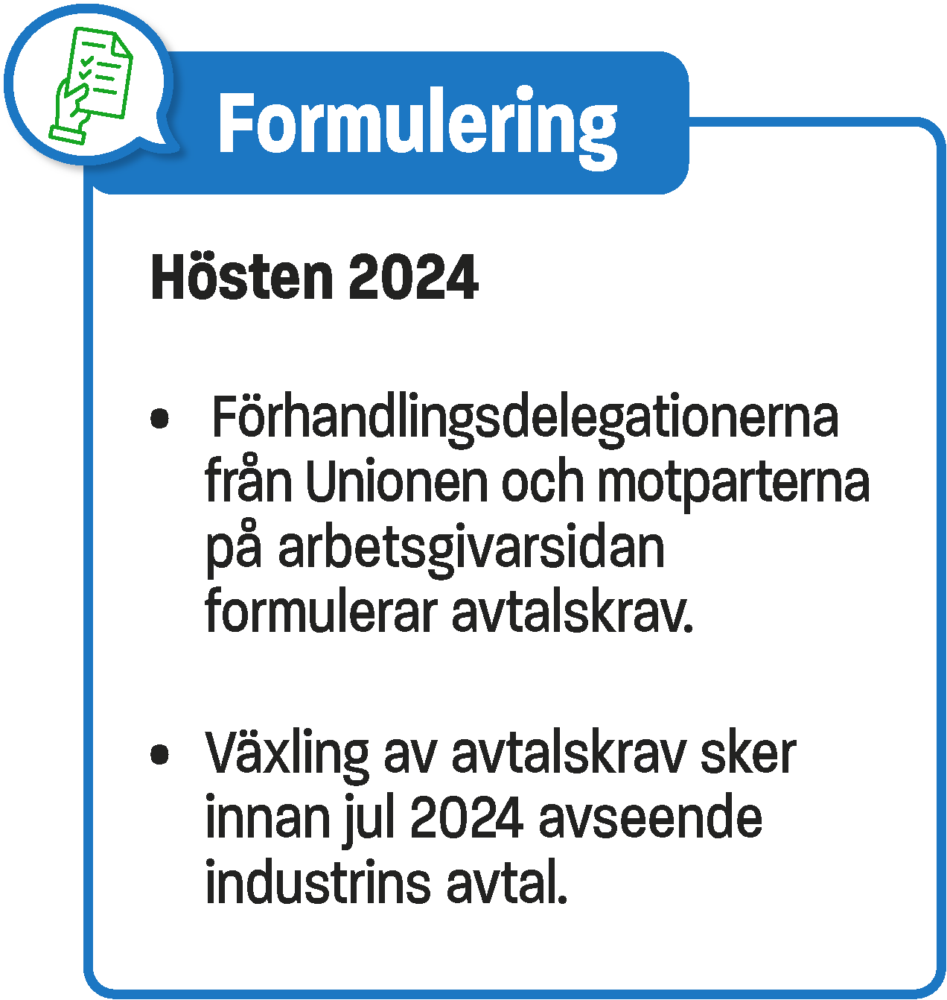 Formulering
Hösten 2024
• Förhandlingsdelegationerna
från Unionen och motparterna
på arbetsgivarsidan
formulerar avtalskrav.
• Växling av avtalskrav sker
innan jul 2024 avseende
industrins avtal.